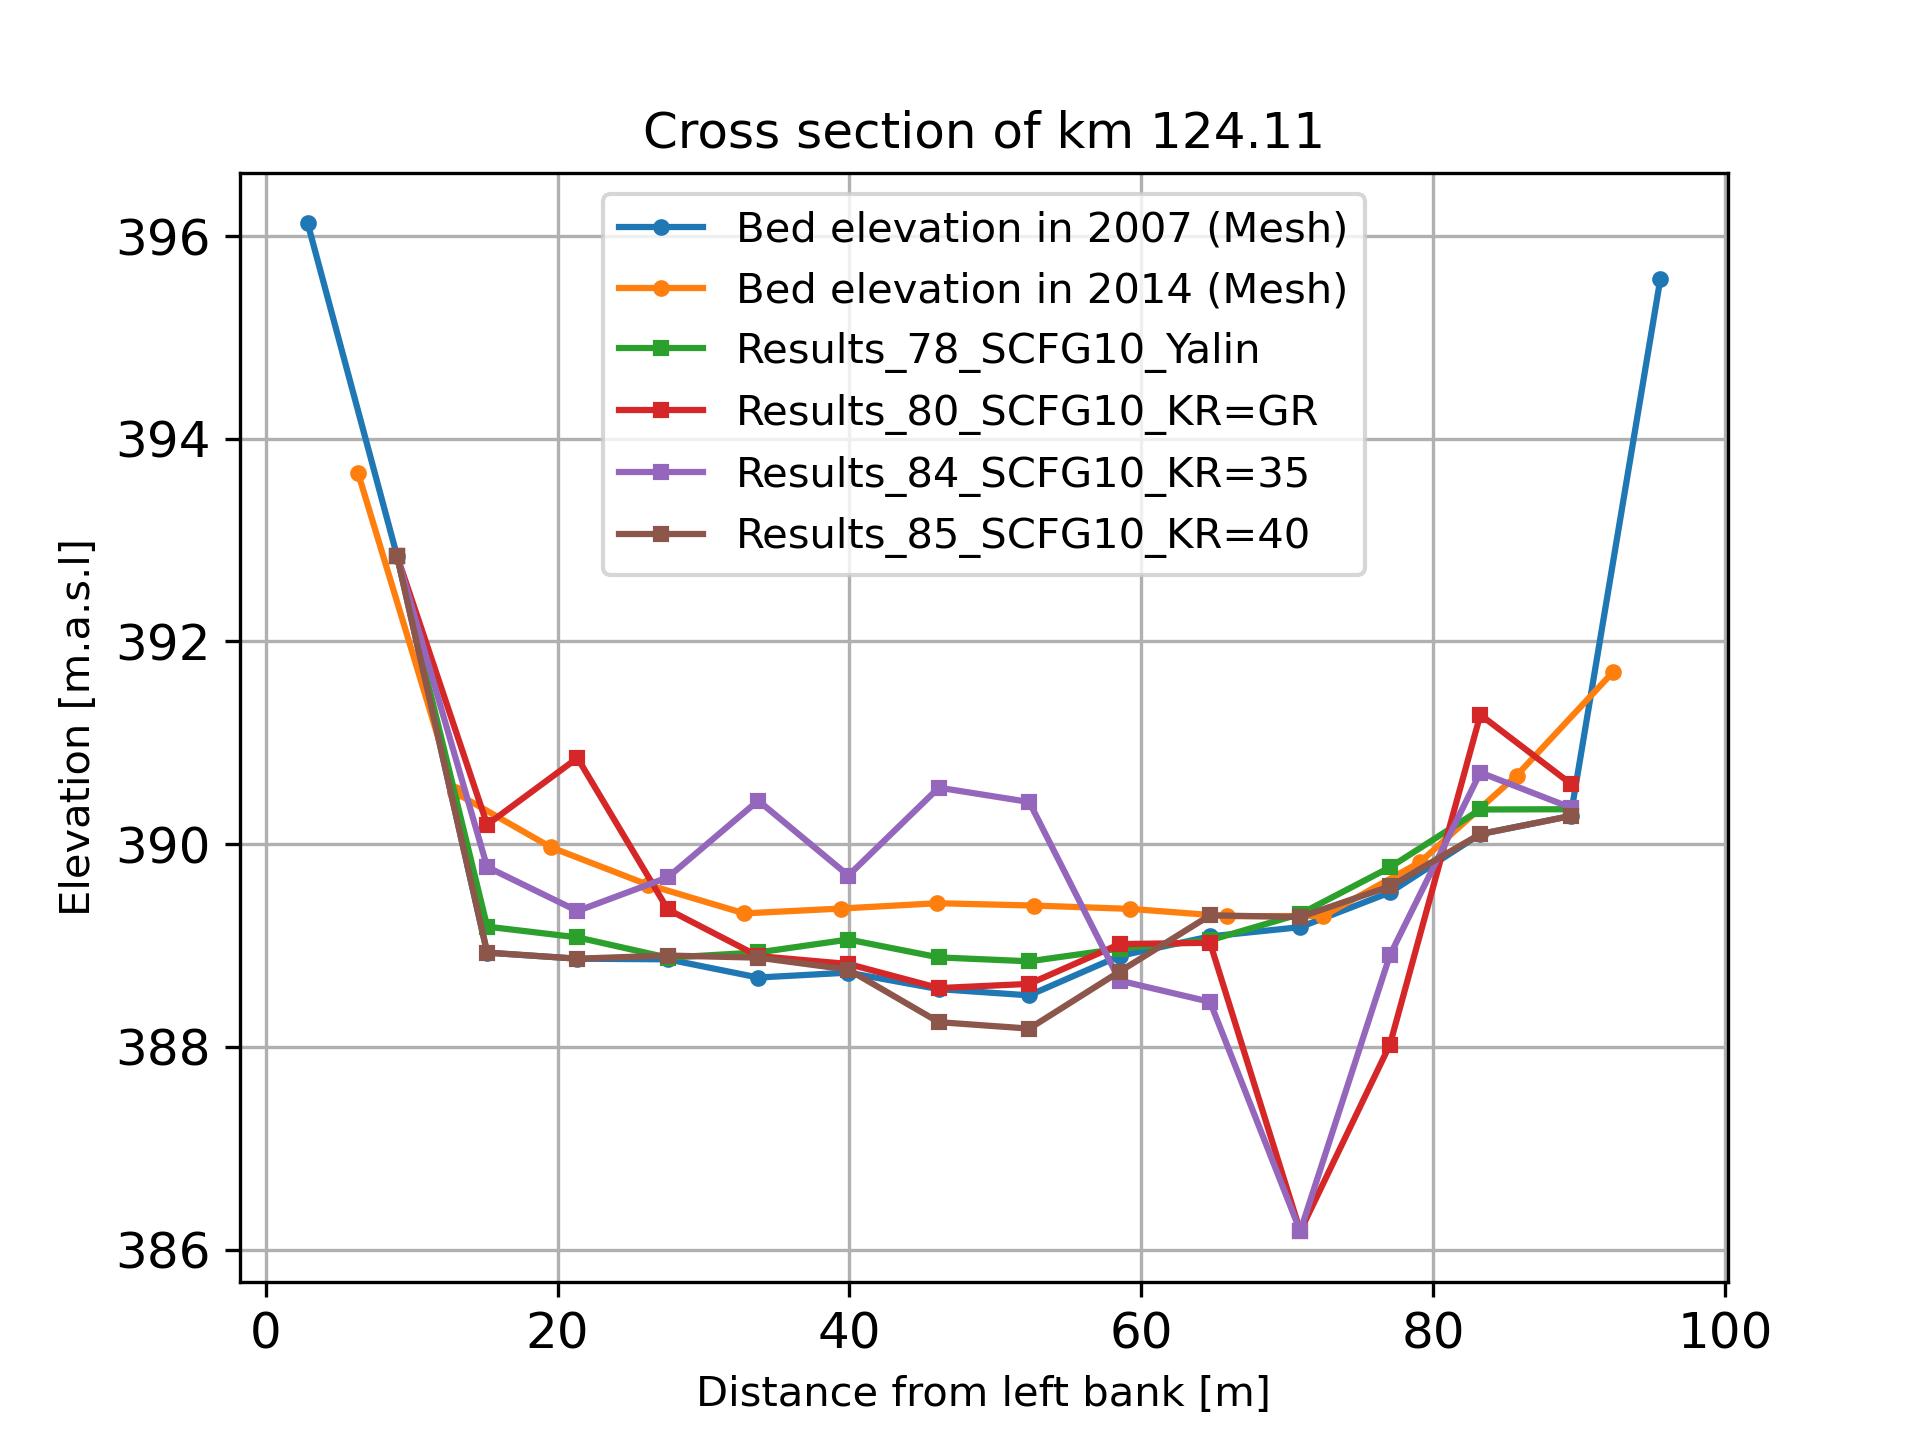 Cross section of km 124.11
Bed elevation in 2007 (Mesh)
Bed elevation in 2014 (Mesh)
Results_78_SCFG10_Yalin
Results_80_SCFG10_KR=GR
Results_84_SCFG10_KR=35
Results_85_SCFG10_KR=40
Elevation [m.a.s.l]
396
394
392
390
388
386
0 20 40 60 80 100
Distance from left bank [m]